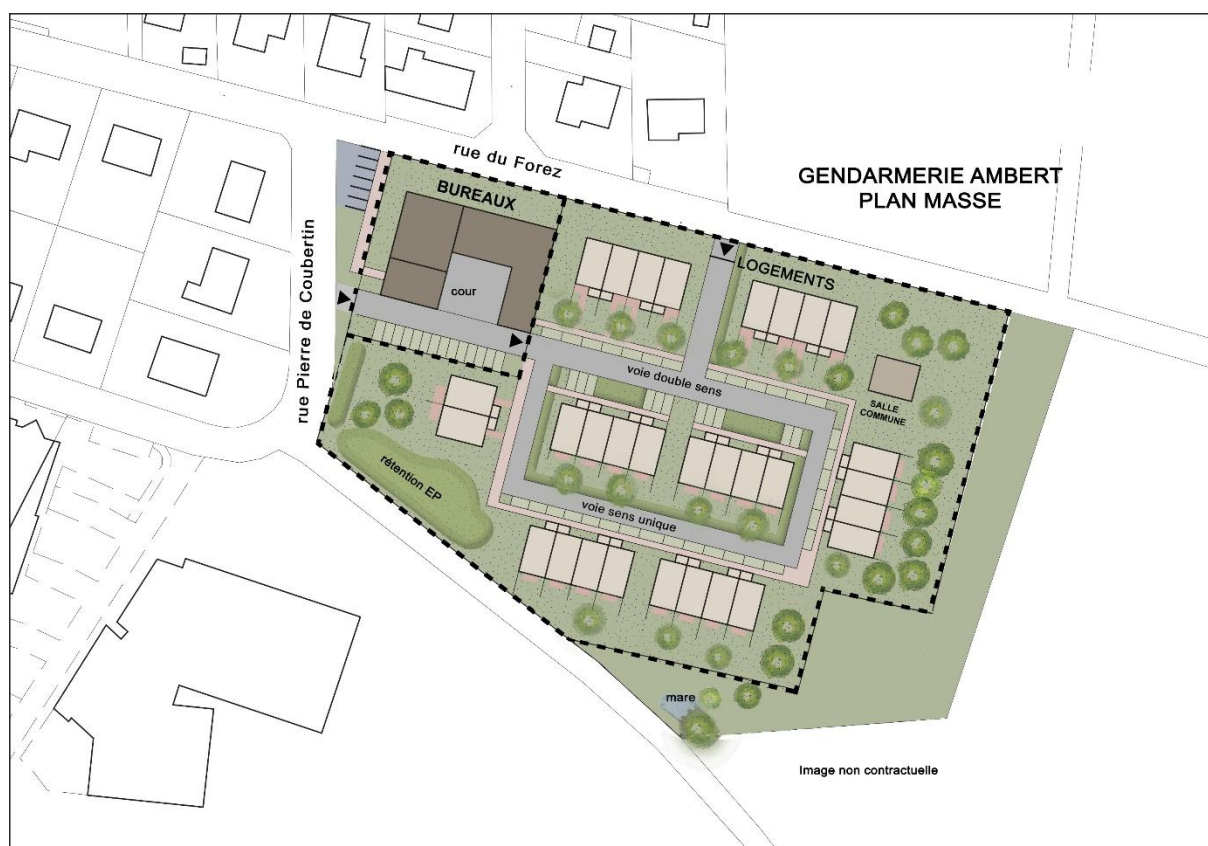 rue du Forez
GENDARMERIE AMBERT
PLAN MASSE
BUREAUX
rue Pierre de Coubertin
LOGEMENTS
cour
voie double sens
SALLE
COMMUNE
rétention EP
voie sens unique
mare
Image non contractuelle